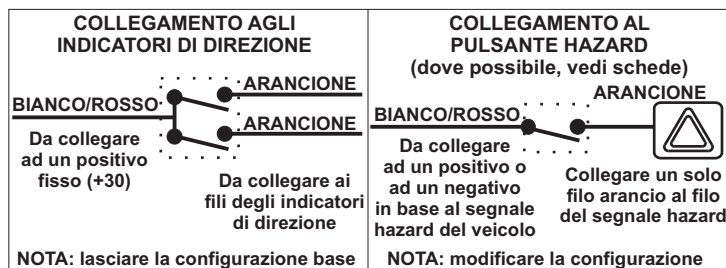 COLLEGAMENTO AGLI
INDICATORI DI DIREZIONE
ARANCIONE
BIANCO/ROSSO
ARANCIONE
Da collegare
ad un positivo
fisso (+30)
Da collegare ai
fili degli indicatori
di direzione
NOTA: lasciare la configurazione base
COLLEGAMENTO AL
PULSANTE HAZARD
(dove possibile, vedi schede)
ARANCIONE
BIANCO/ROSSO
Da collegare
ad un positivo o
ad un negativo
in base al segnale
hazard del veicolo
Collegare un solo
filo arancio al filo
del segnale hazard
NOTA: modificare la configurazione